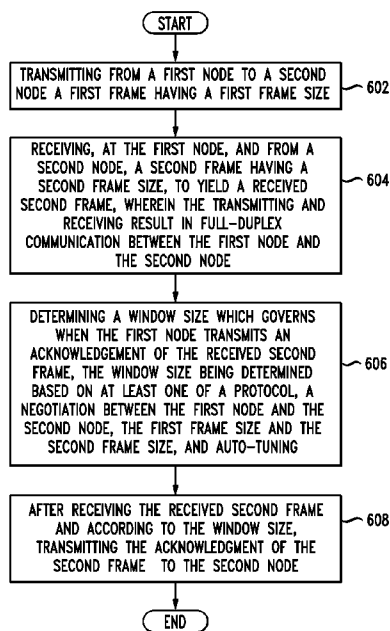 START
TRANSMITTING FROM A FIRST NODE TO A SECOND
NODE A FIRST FRAME HAVING A FIRST FRAME SIZE
602
RECEIVING, AT THE FIRST NODE, AND FROM A
SECOND NODE, A SECOND FRAME HAVING A
SECOND FRAME SIZE, TO YIELD A RECEIVED
SECOND FRAME, WHEREIN THE TRANSMITTING AND
RECEIVING RESULT IN FULL-DUPLEX
COMMUNICATION BETWEEN THE FIRST NODE AND
THE SECOND NODE
604
DETERMINING A WINDOW SIZE WHICH GOVERNS
WHEN THE FIRST NODE TRANSMITS AN
ACKNOWLEDGEMENT OF THE RECEIVED SECOND
FRAME, THE WINDOW SIZE BEING DETERMINED
BASED ON AT LEAST ONE OF A PROTOCOL, A
NEGOTIATION BETWEEN THE FIRST NODE AND THE
SECOND NODE, THE FIRST FRAME SIZE AND THE
SECOND FRAME SIZE, AND AUTO-TUNING
606
AFTER RECEIVING THE RECEIVED SECOND FRAME
AND ACCORDING TO THE WINDOW SIZE,
TRANSMITTING THE ACKNOWLEDGMENT OF THE
SECOND FRAME TO THE SECOND NODE
608
END